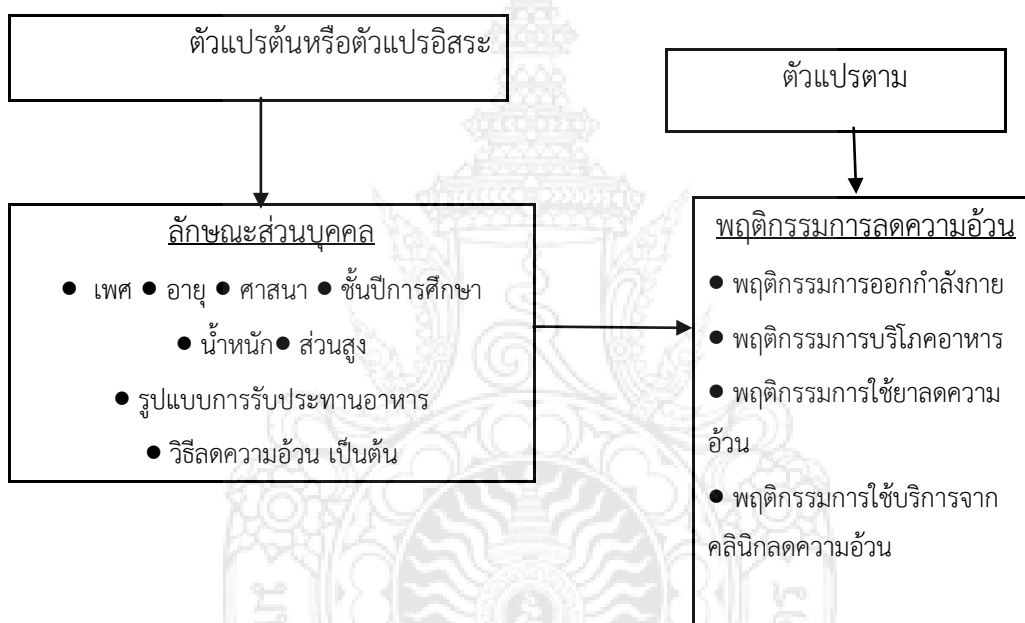 ตัวแปรต้นหรือตัวแปรอิสระ
ตัวแปรตาม
ลักษณะส่วนบุคคล
● เพศ ● อายุ ● ศาสนา ● ชั้นปีการศึกษา
● น้ำหนัก● ส่วนสูง
● รูปแบบการรับประทานอาหาร
● วิธีลดความอ้วน เป็นต้น
พฤติกรรมการลดความอ้วน
● พฤติกรรมการออกกำลังกาย
● พฤติกรรมการบริโภคอาหาร
● พฤติกรรมการใช้ยาลดความ
อ้วน
● พฤติกรรมการใช้บริการจาก
คลินิกลดความอ้วน